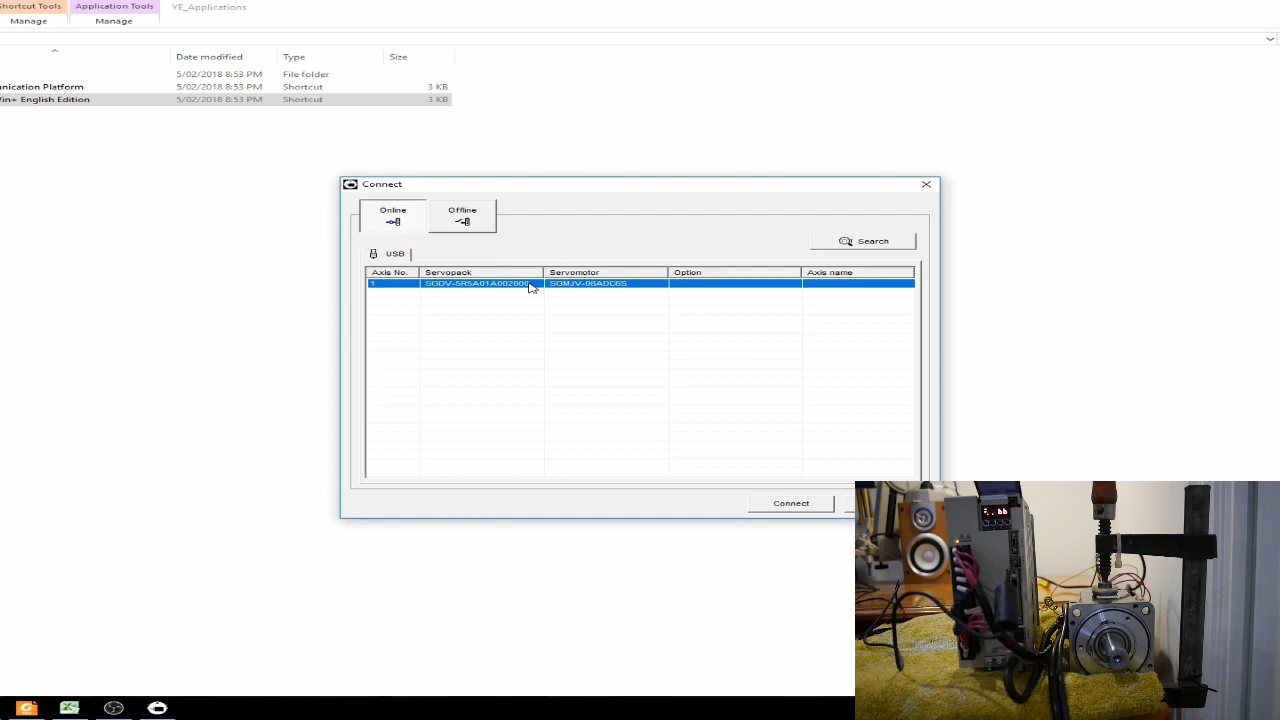 Shortcut Tools
Application Tools
YE_Applications
Manage
Manage
Date modified
Type
Size
5/02/2018 8:53 PM
File folder
nication Platform
5/02/2018 8:53 PM
Shortcut
3 KB
Vin+ English Edition
5/02/2018 8:53 PM
Shortcut
3 KB
Connect
Online
Offline
Search
USB
Axis No.
Servopack
Servomotor
Option
Axis name
1
SGDV-5R5A01A002000
SGMJV-08ADC6S
Connect